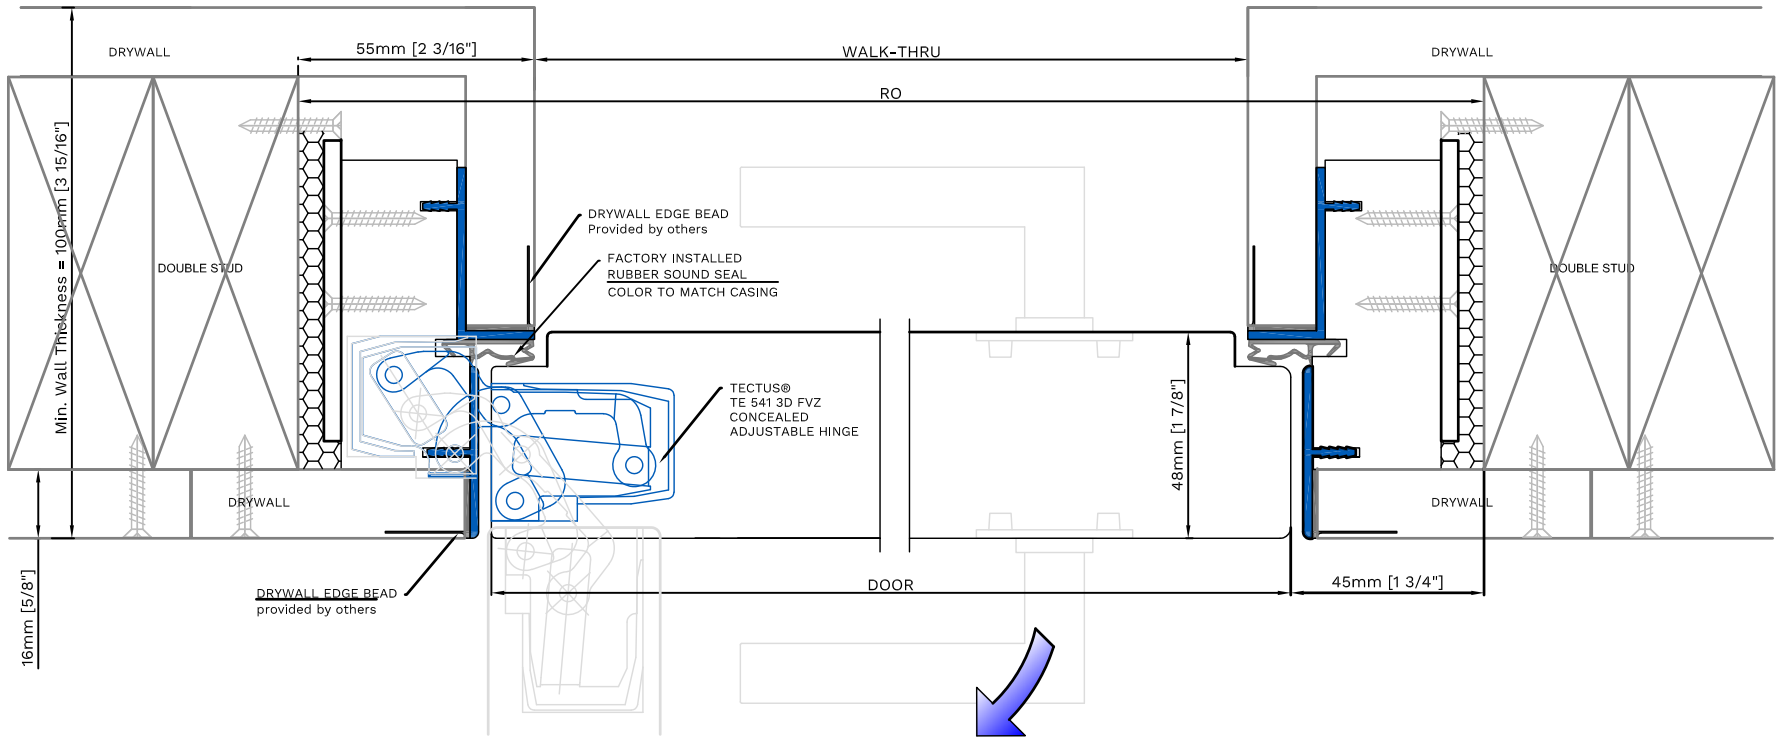 DRYWALL
55mm [2 3/16"]
WALK-THRU
DRYWALL
RO
Min. Wall Thickness = 100mm [3 15/16"]
DRYWALL EDGE BEAD
Provided by others
FACTORY INSTALLED
RUBBER SOUND SEAL
COLOR TO MATCH CASING
DOUBLE STUD
DOUBLE STUD
TECTUS®
TE 541 3D FVZ
CONCEALED
ADJUSTABLE HINGE
48mm [1 7/8"]
DRYWALL
DRYWALL
DOOR
45mm [1 3/4"]
DRYWALL EDGE BEAD
provided by others
16mm [5/8"]